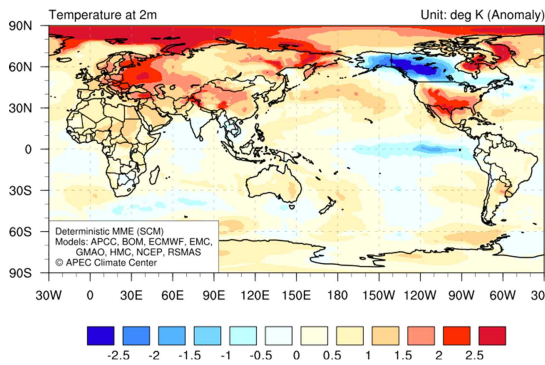 Temperature at 2m Unit: deg K (Anomaly)
90N
60N
30N
0
30S
60S
90S
Deterministic MME (SCM)
Models: APCC, BOM, ECMWF, EMC,
GMAO, HMC, NCEP, RSMAS
© APEC Climate Center
30W 0 30E 60E 90E 120E 150E 180 150W 120W 90W 60W 30
-2.5 -2 -1.5 -1 -0.5 0 0.5 1 1.5 2 2.5